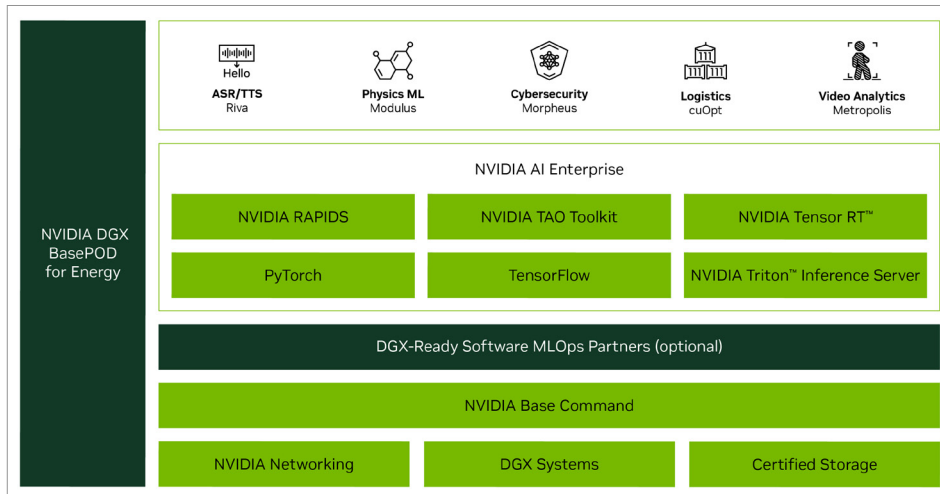 NVIDIA DGX
BasePOD
for Energy
Hello
ASR/TTS
Riva
Physics ML
Modulus
Cybersecurity
Morpheus
Logistics
cuOpt
Video Analytics
Metropolis
NVIDIA AI Enterprise
NVIDIA RAPIDS
NVIDIA TAO Toolkit
NVIDIA Tensor RT™
PyTorch
TensorFlow
NVIDIA Triton™ Inference Server
DGX-Ready Software MLOps Partners (optional)
NVIDIA Base Command
NVIDIA Networking
DGX Systems
Certified Storage